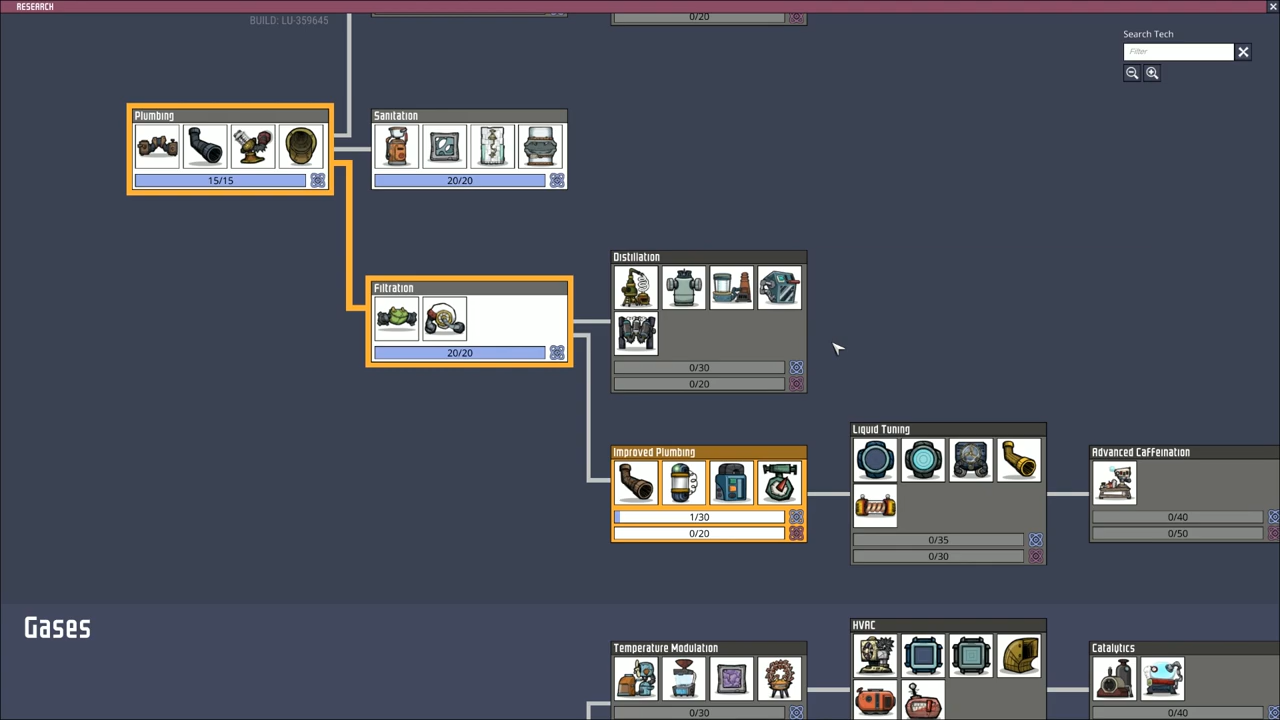 RESEARCH
BUILD: LU-359645
0/20
Search Tech
Filter
Plumbing
15/15
Sanitation
20/20
Distillation
0/30
0/20
Filtration
20/20
Improved Plumbing
1/30
0/20
Liquid Tuning
0/35
0/30
Advanced Caffeination
0/40
0/50
Gases
HVAC
Temperature Modulation
0/30
Catalytics
0/40